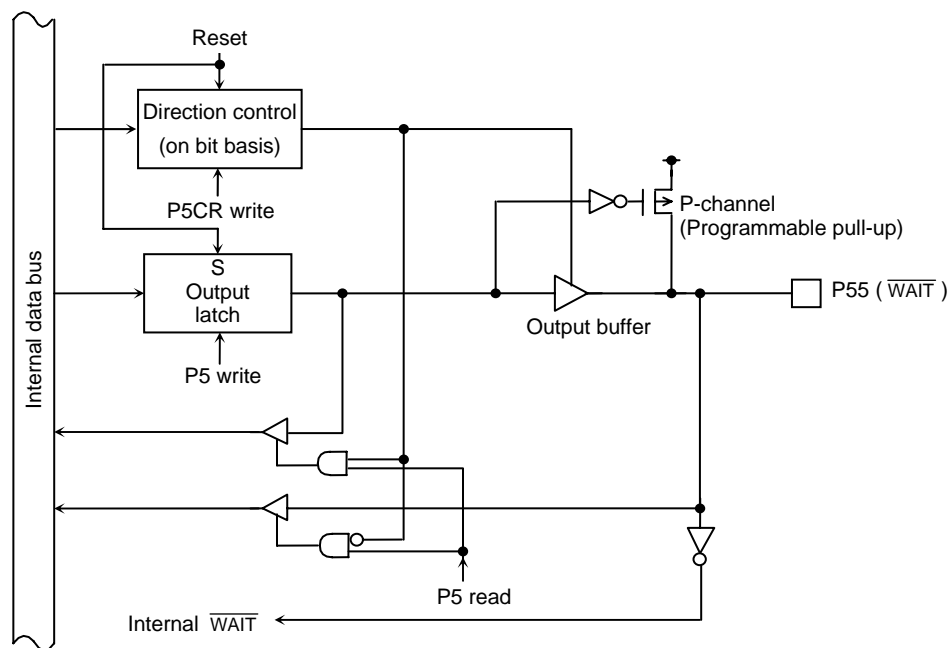 Reset
Direction control
(on bit basis)
P5CR write
P-channel
(Programmable pull-up)
Internal data bus
S
Output
latch
P55 ( WAIT )
Output buffer
P5 write
P5 read
Internal WAIT